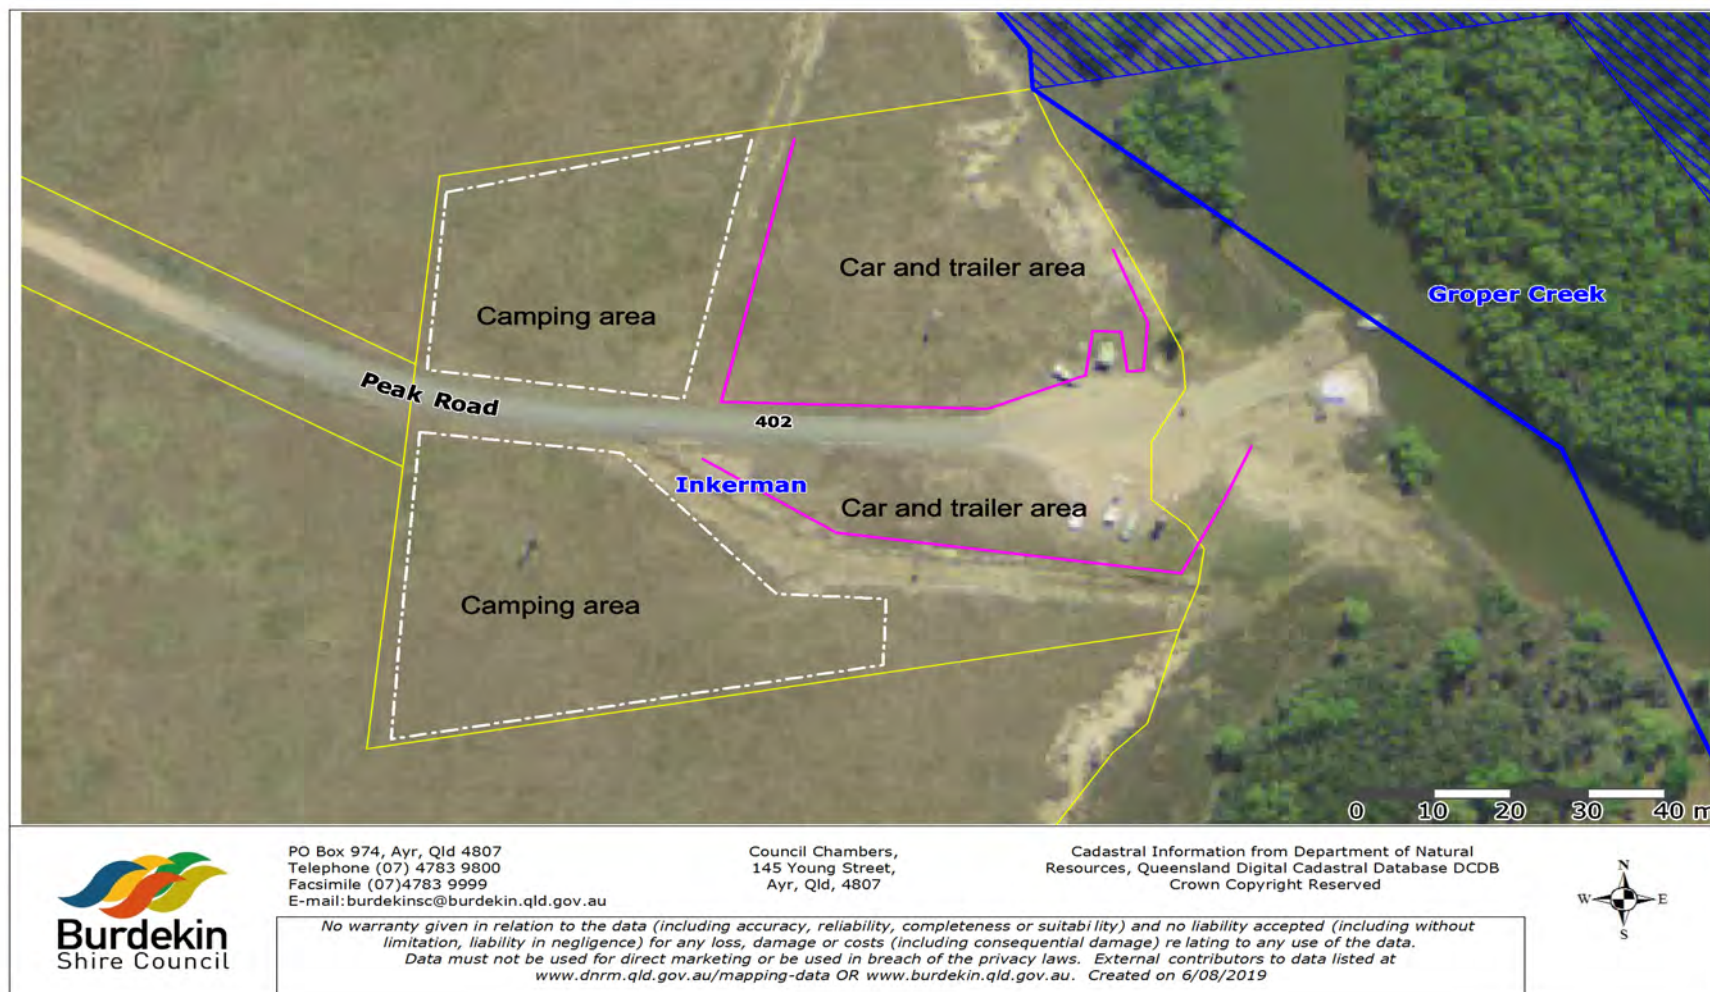 Car and trailer area
Groper Creek
Camping area
Peak Road
402
Inkerman
Car and trailer area
Camping area
0 10 20 30 40 m
Burdekin
Shire Council
PO Box 974, Ayr, Qld 4807
Telephone (07) 4783 9800
Facsimile (07)4783 9999
E-mail:burdekinsc@burdekin.qld.gov.au
Council Chambers,
145 Young Street,
Ayr, Qld, 4807
Cadastral Information from Department of Natural
Resources, Queensland Digital Cadastral Database DCDB
Crown Copyright Reserved
N
W E
S
No warranty given in relation to the data (including accuracy, reliability, completeness or suitability) and no liability accepted (including without
limitation, liability in negligence) for any loss, damage or costs (including consequential damage) relating to any use of the data.
Data must not be used for direct marketing or be used in breach of the privacy laws. External contributors to data listed at
www.dnrm.qld.gov.au/mapping-data OR www.burdekin.qld.gov.au. Created on 6/08/2019